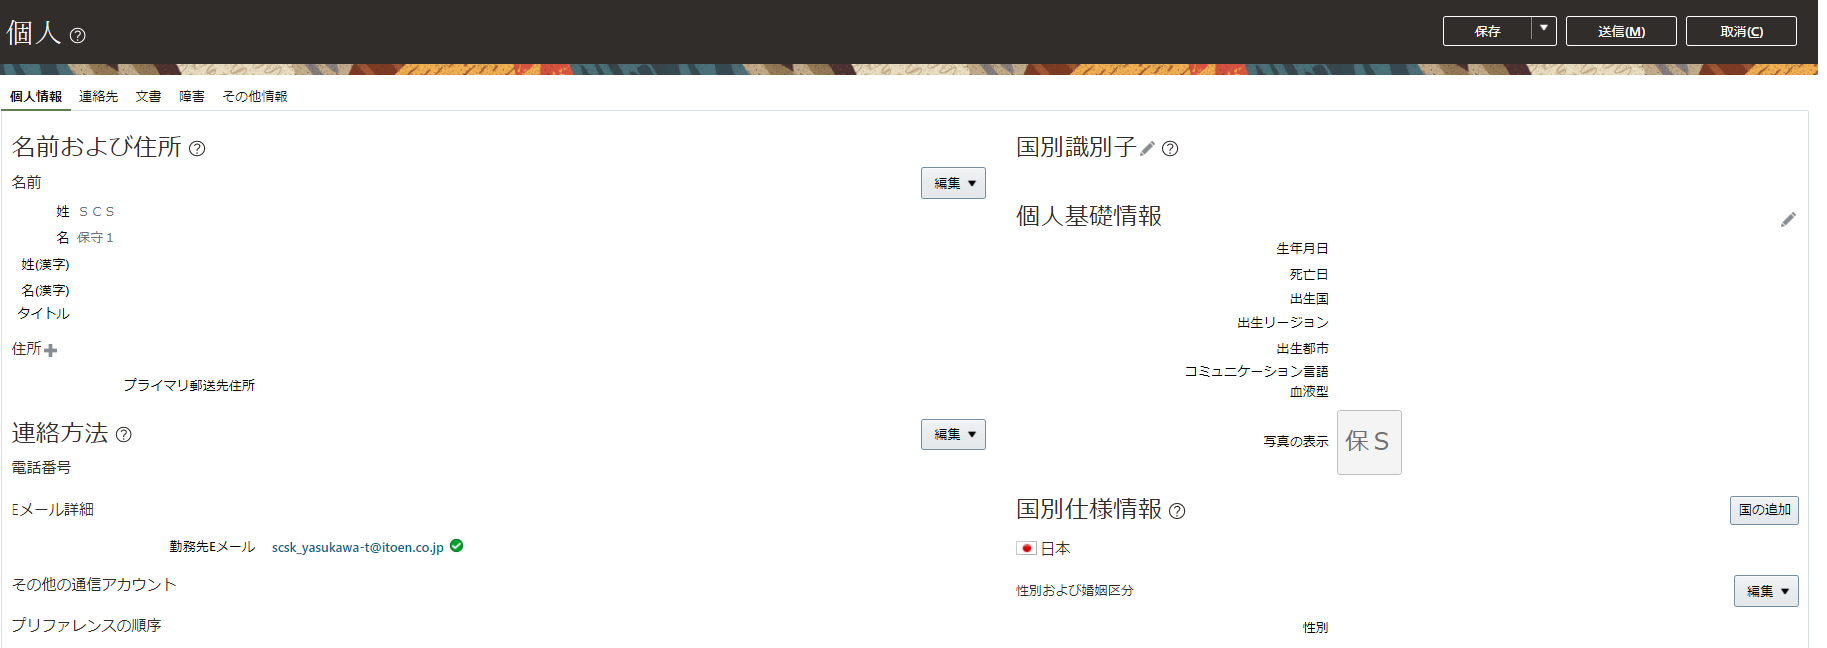 個人
保存
送信(M)
取消(C)
個人情報 連絡先 文書 障害 その他情報
名前および住所
名前
編集
姓 ＳＣＳ
名 保守１
姓(漢字)
名(漢字)
タイトル
住所
プライマリ郵送先住所
連絡方法
編集
電話番号
Eメール詳細
勤務先Eメール scsk_yasukawa-t@itoen.co.jp
その他の通信アカウント
プリファレンスの順序
国別識別子
個人基礎情報
生年月日
死亡日
出生国
出生リージョン
出生都市
コミュニケーション言語
血液型
写真の表示 保Ｓ
国別仕様情報
国の追加
日本
性別および婚姻区分
編集
性別